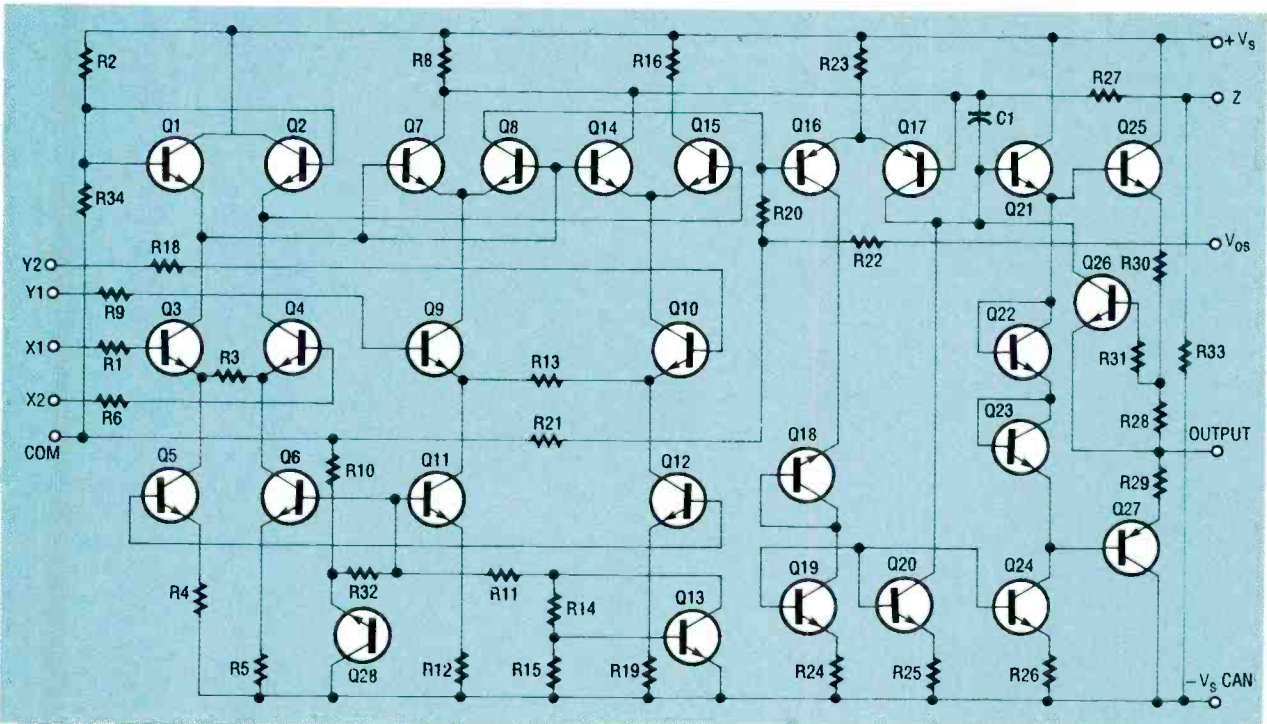 R2
R8
R16
R23
+VS
R27
Z
Q1
Q2
Q7
Q8
Q14
Q15
Q16
Q17
C1
Q25
Q21
R34
R20
VOS
R18
R22
Y2
Q26
R30
Y1
R9
Q3
Q4
Q9
Q10
Q22
X1
R1
R3
R13
R31
R33
X2
R6
Q23
R28
R21
OUTPUT
COM
Q5
Q6
R10
Q11
Q12
Q18
R29
Q27
R4
R32
R11
R14
Q13
Q19
Q20
Q24
R5
Q28
R12
R15
R19
R24
R25
R26
-VS CAN